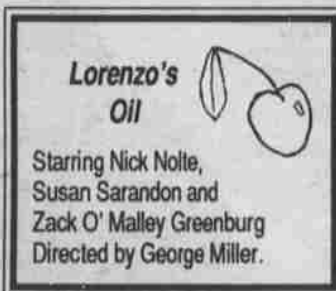 Lorenzo's
Oil
Starring Nick Nolte,
Susan Sarandon and
Zack O' Malley Greenburg
Directed by George Miller.